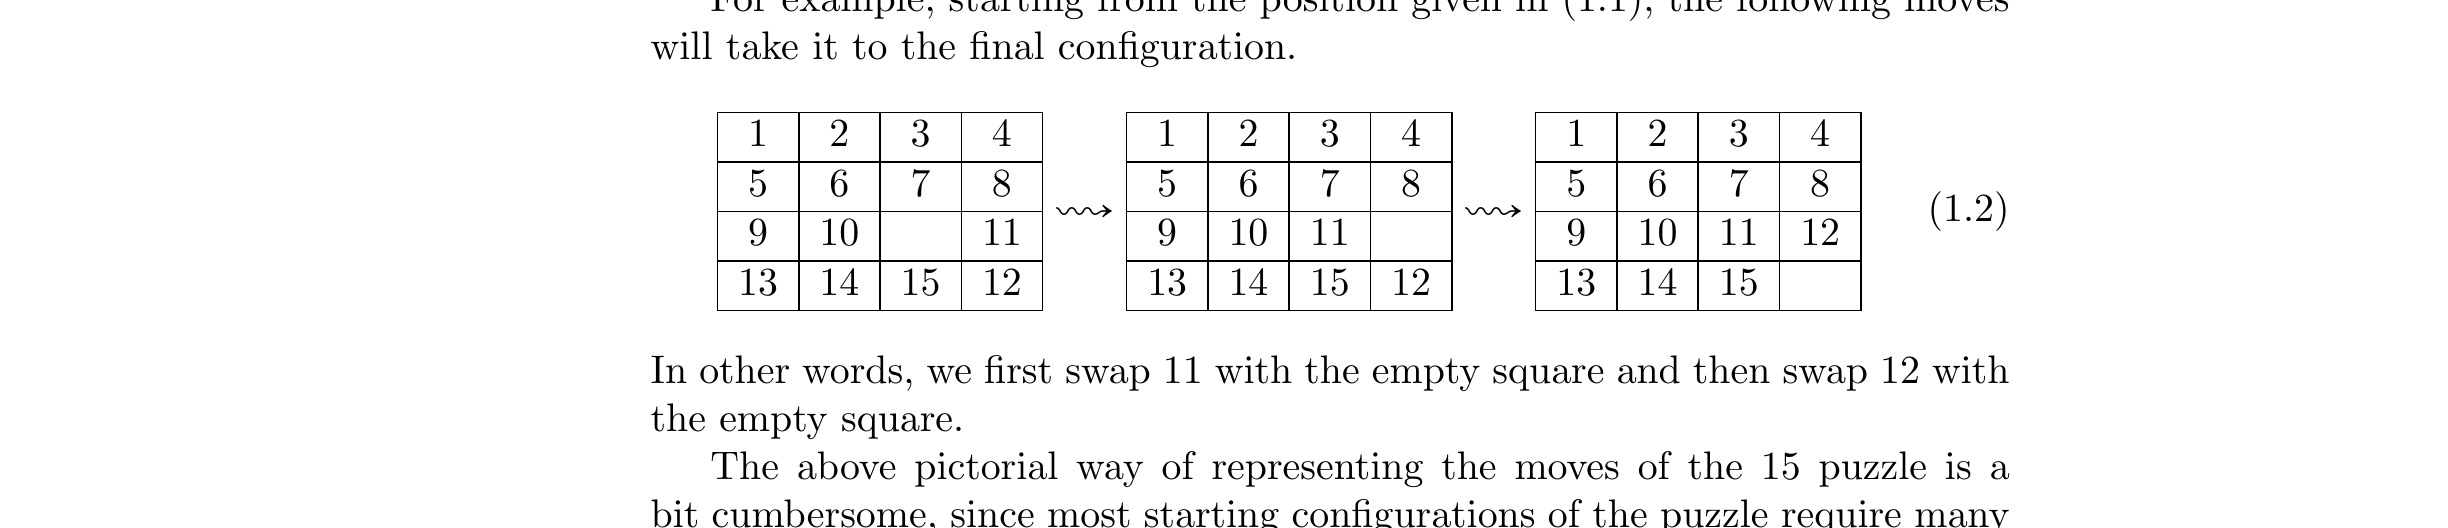 For example, starting from the position given in (1.1), the following moves
will take it to the final configuration.
1 2 3 4 1 2 3 4 1 2 3 4
5 6 7 8 5 6 7 8 5 6 7 8
9 10 11 ⇝ 9 10 11 ⇝ 9 10 11 12 (1.2)
13 14 15 12 13 14 15 12 13 14 15
In other words, we first swap 11 with the empty square and then swap 12 with
the empty square.
The above pictorial way of representing the moves of the 15 puzzle is a
bit cumbersome, since most starting configurations of the puzzle require many